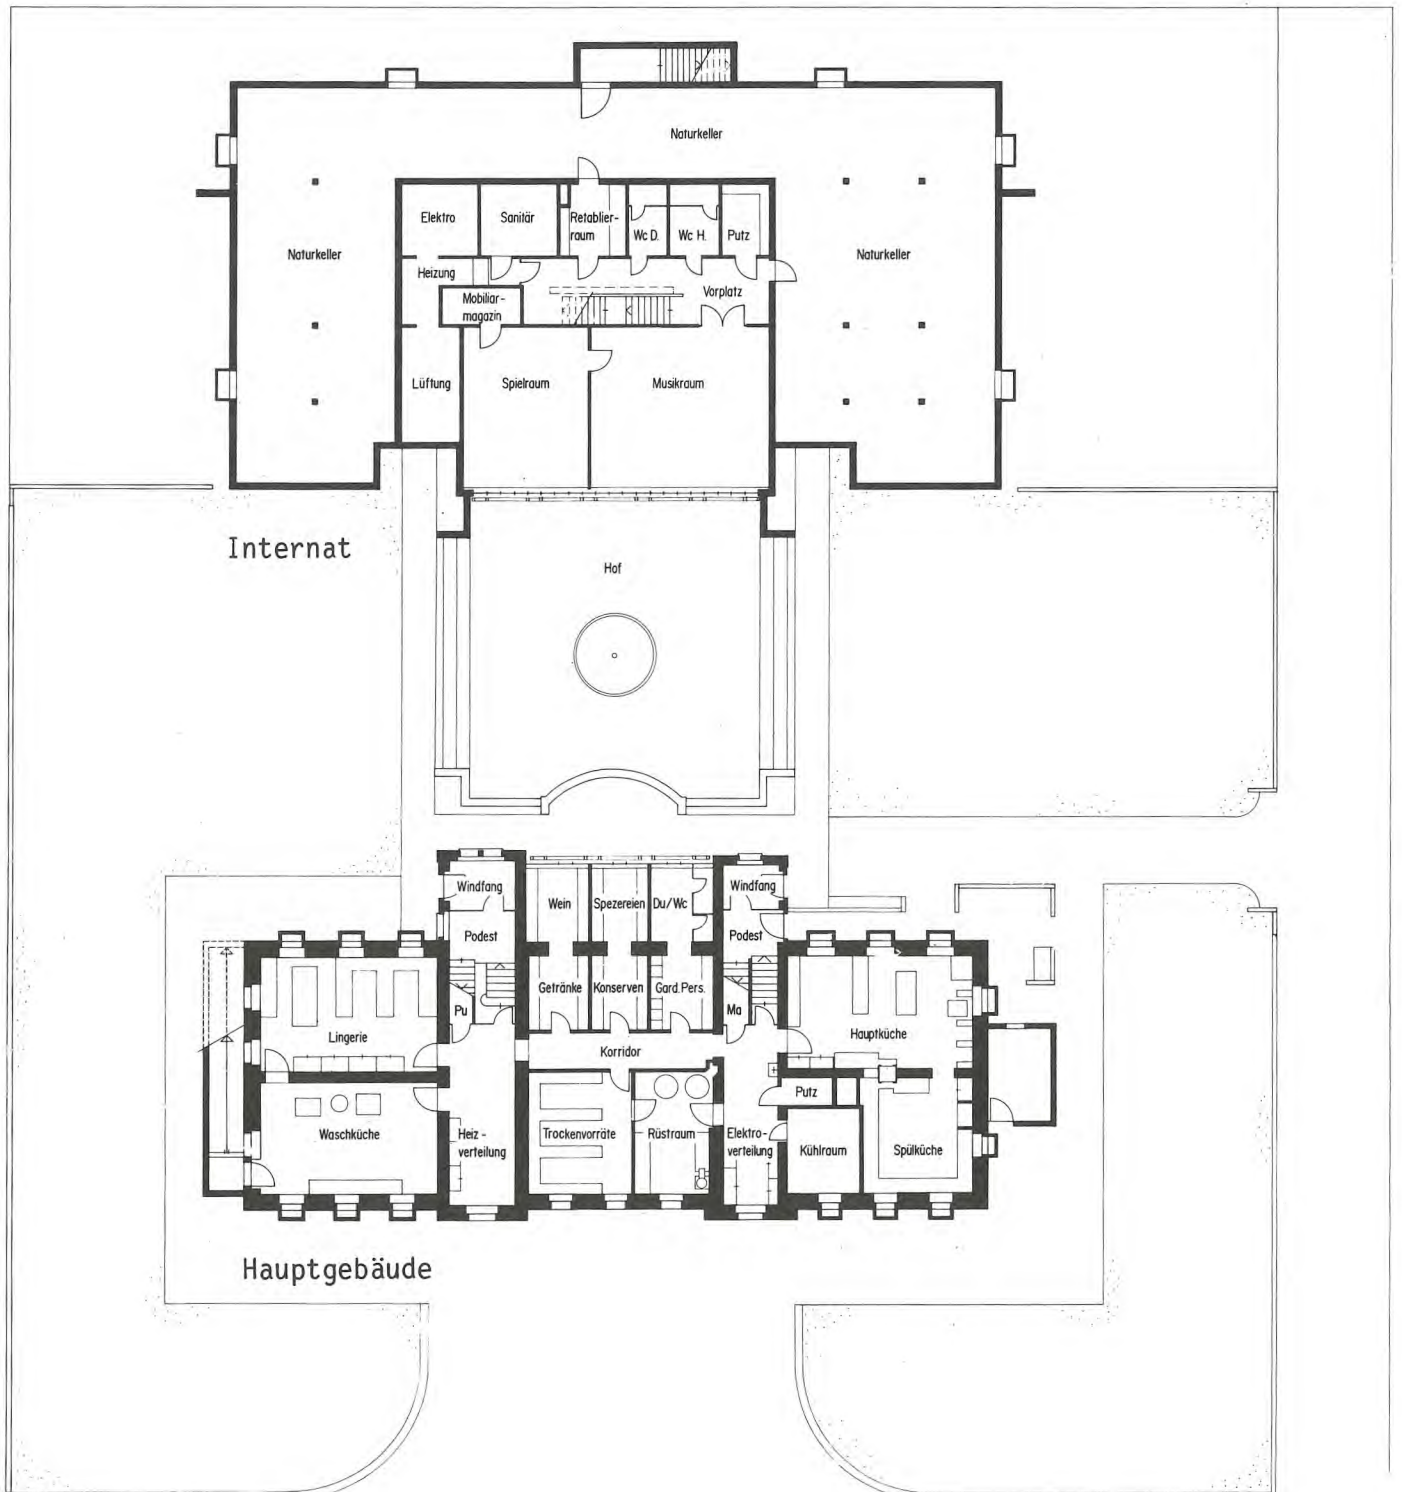 Naturkeller
Elektro
Sanitär
Retablier-
raum
Wc D.
Wc H.
Putz
Naturkeller
Heizung
Naturkeller
Mobiliar-
magazin
Vorplatz
Lüftung
Spielraum
Musikraum
Internat
Hof
Windfang
Wein
Spezereien
Du/Wc
Windfang
Podest
Podest
Getränke
Konserven
Gard.Pers.
Pu
Ma
Lingerie
Korridor
Hauptküche
Putz
Waschküche
Heiz-
verteilung
Trockenvorräte
Rüstraum
Elektro-
verteilung
Kühlraum
Spülküche
Hauptgebäude